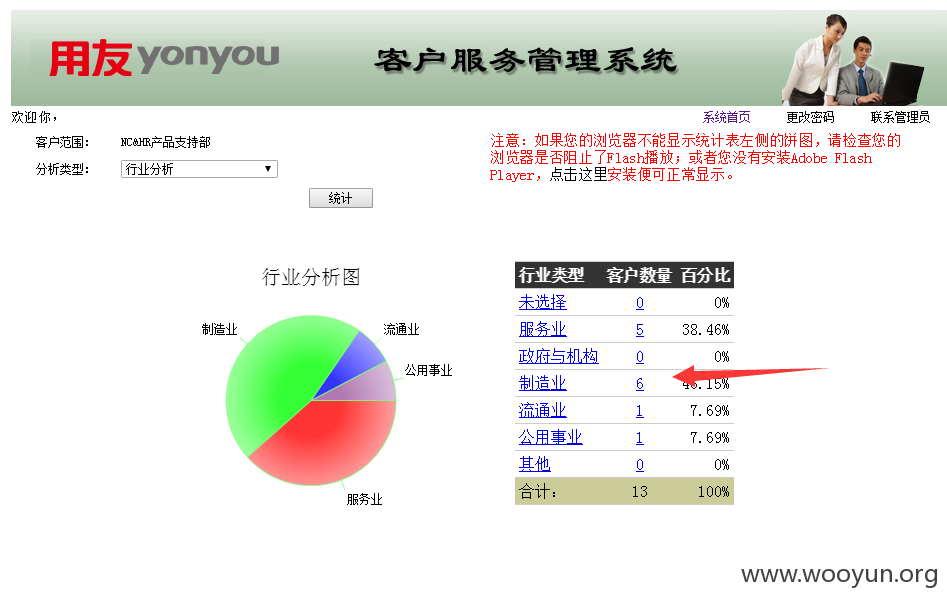 用友 yonyou
客户服务管理系统
欢迎你,
系统首页 更改密码 联系管理员
客户范围: NC&HR产品支持部
分析类型: 行业分析
统计
注意: 如果您的浏览器不能显示统计表左侧的饼图, 请检查您的
浏览器是否阻止了Flash播放; 或者您没有安装Adobe Flash
Player, 点击这里安装便可正常显示。
行业分析图
制造业
流通业
公用事业
服务业
行业类型 客户数量 百分比
未选择 0 0%
服务业 5 38.46%
政府与机构 0 0%
制造业 6 46.15%
流通业 1 7.69%
公用事业 1 7.69%
其他 0 0%
合计: 13 100%
www.wooyun.org